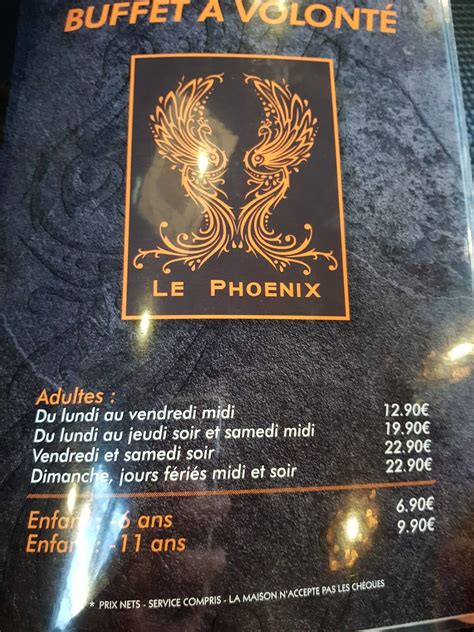 BUFFET À VOLONTÉ
LE PHOENIX
Adultes :
Du lundi au vendredi midi 12.90€
Du lundi au jeudi soir et samedi midi 19.90€
Vendredi et samedi soir 22.90€
Dimanche, jours fériés midi et soir 22.90€
Enfant : -6 ans 6.90€
Enfant : -11 ans 9.90€
* PRIX NETS - SERVICE COMPRIS - LA MAISON N'ACCEPTE PAS LES CHÈQUES